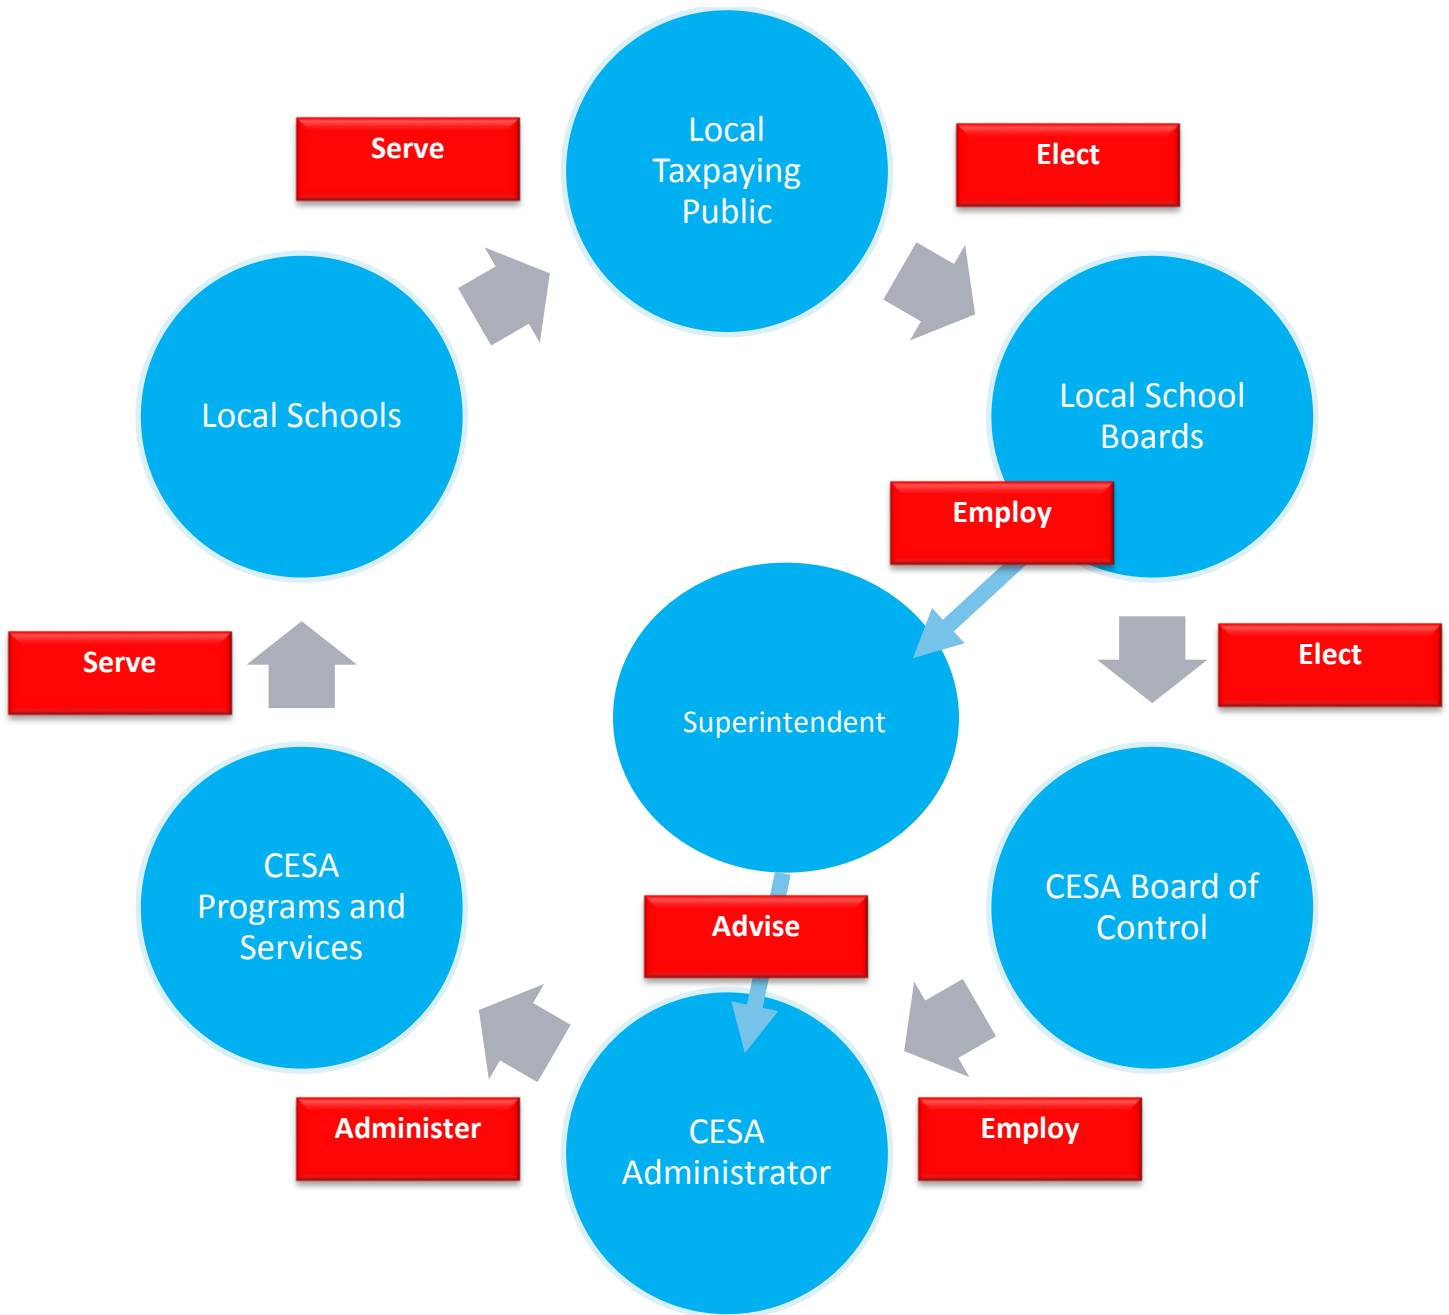 Local
Taxpaying
Public
Serve
Elect
Local Schools
Local School
Boards
Employ
Serve
Elect
Superintendent
CESA
Programs and
Services
CESA Board of
Control
Advise
Administer
CESA
Administrator
Employ